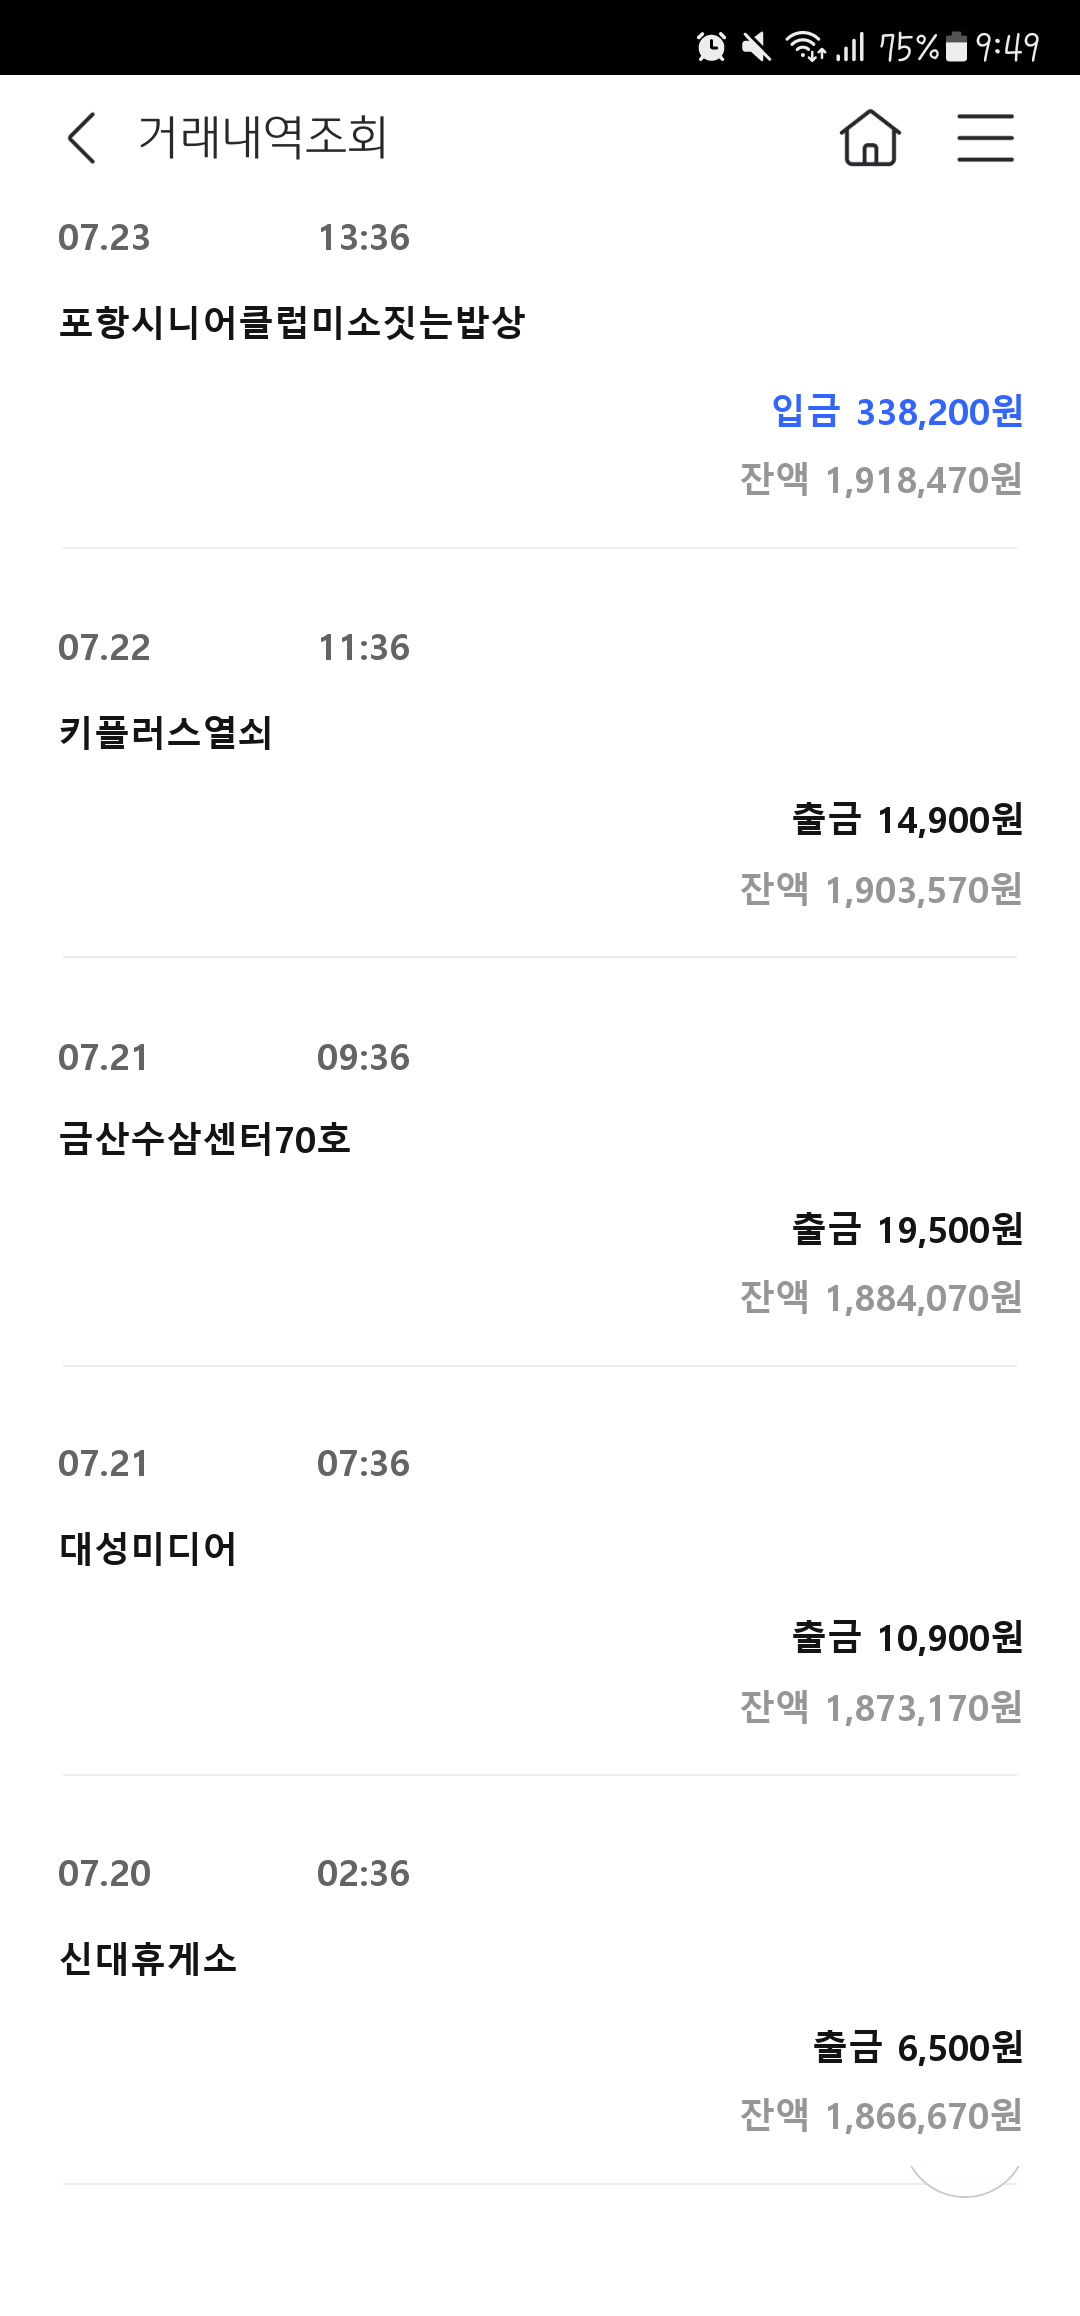 75% 9:49
거래내역조회
07.23 13:36
포항시니어클럽미소짓는밥상
입금 338,200원
잔액 1,918,470원
07.22 11:36
키플러스열쇠
출금 14,900원
잔액 1,903,570원
07.21 09:36
금산수삼센터70호
출금 19,500원
잔액 1,884,070원
07.21 07:36
대성미디어
출금 10,900원
잔액 1,873,170원
07.20 02:36
신대휴게소
출금 6,500원
잔액 1,866,670원